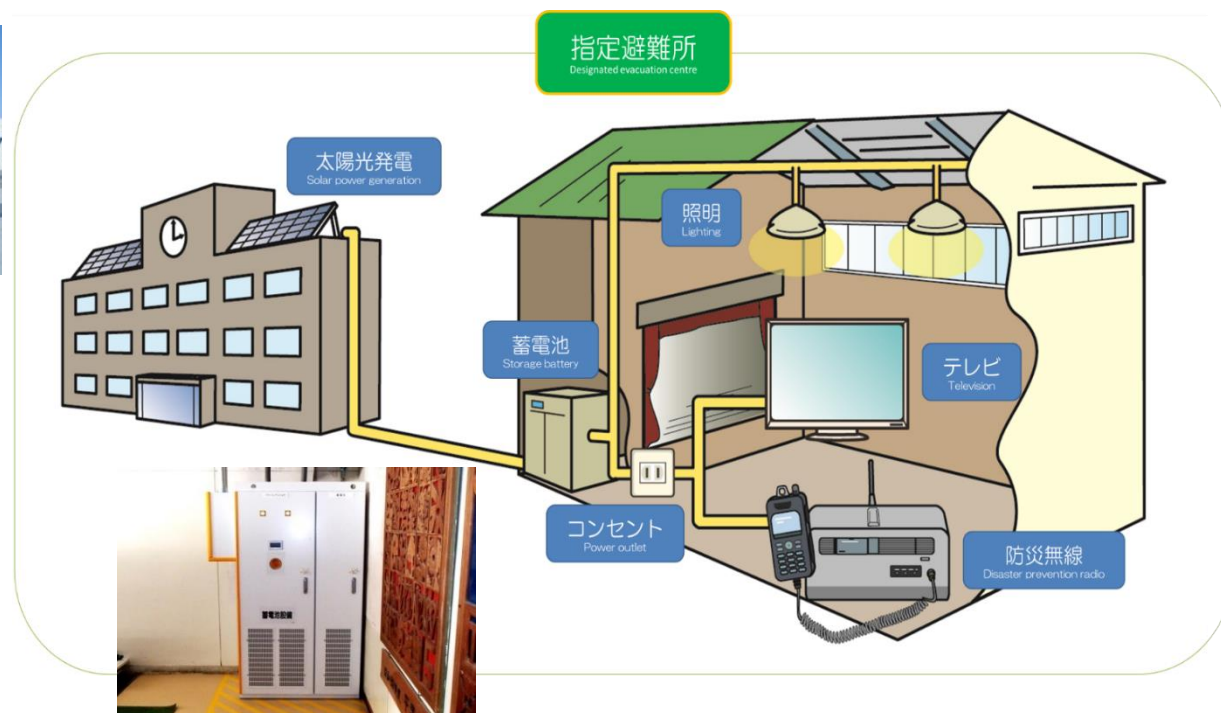 指定避難所
Designated evacuation centre
太陽光発電
Solar power generation
照明
Lighting
蓄電池
Storage battery
テレビ
Television
コンセント
Power outlet
防災無線
Disaster prevention radio
蓄電池設備